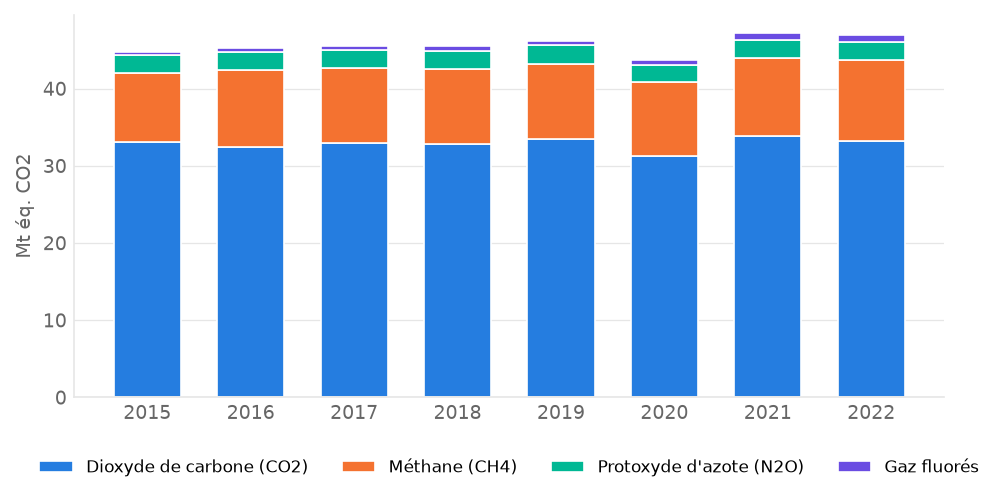 Mt éq. CO2
40
30
20
10
0
2015 2016 2017 2018 2019 2020 2021 2022
Dioxyde de carbone (CO2) Méthane (CH4) Protoxyde d'azote (N2O) Gaz fluorés